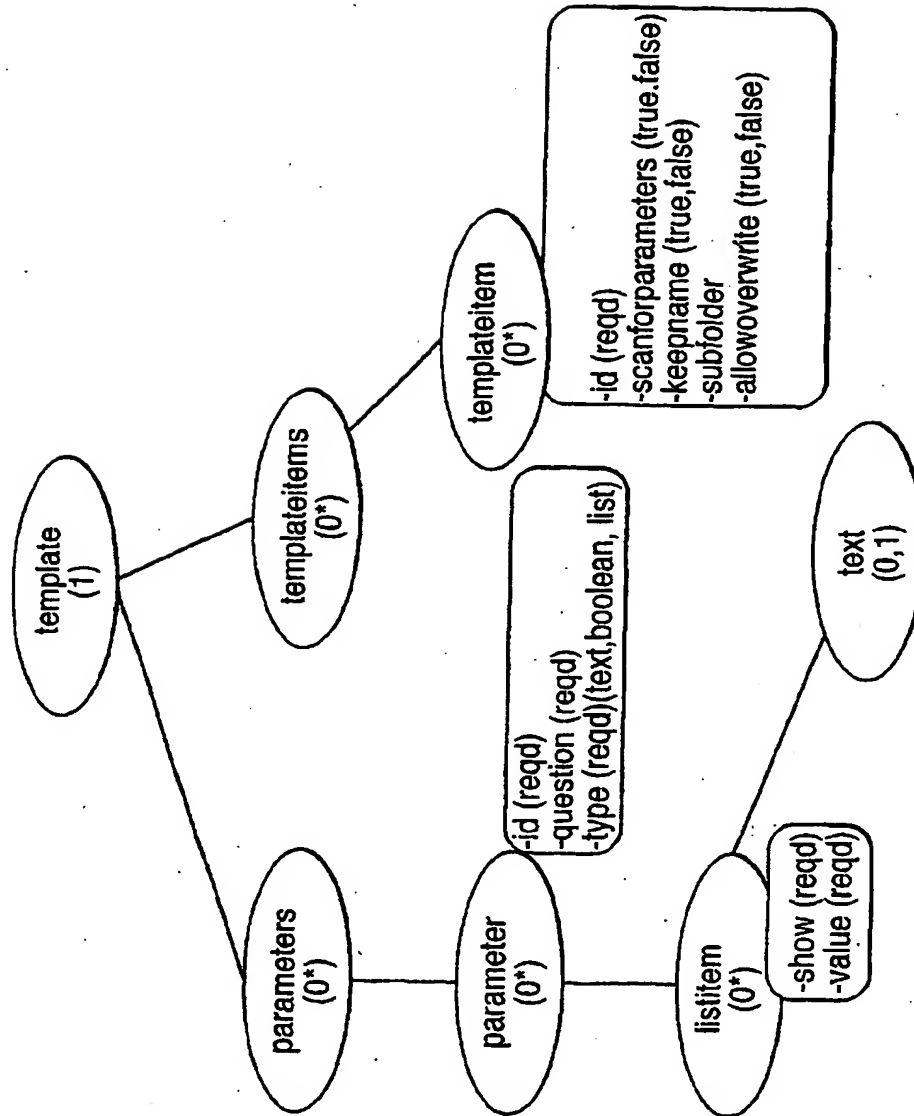 template
(1)
parameters
(0*)
templateitems
(0*)
parameter
(0*)
-id (reqd)
-question (reqd)
-type (reqd)(text,boolean, list)
templateitem
(0*)
-id (reqd)
-scanforparameters (true.false)
-keepname (true,false)
-subfolder
-allowoverwrite (true,false)
listitem
(0*)
-show (reqd)
-value (reqd)
text
(0,1)